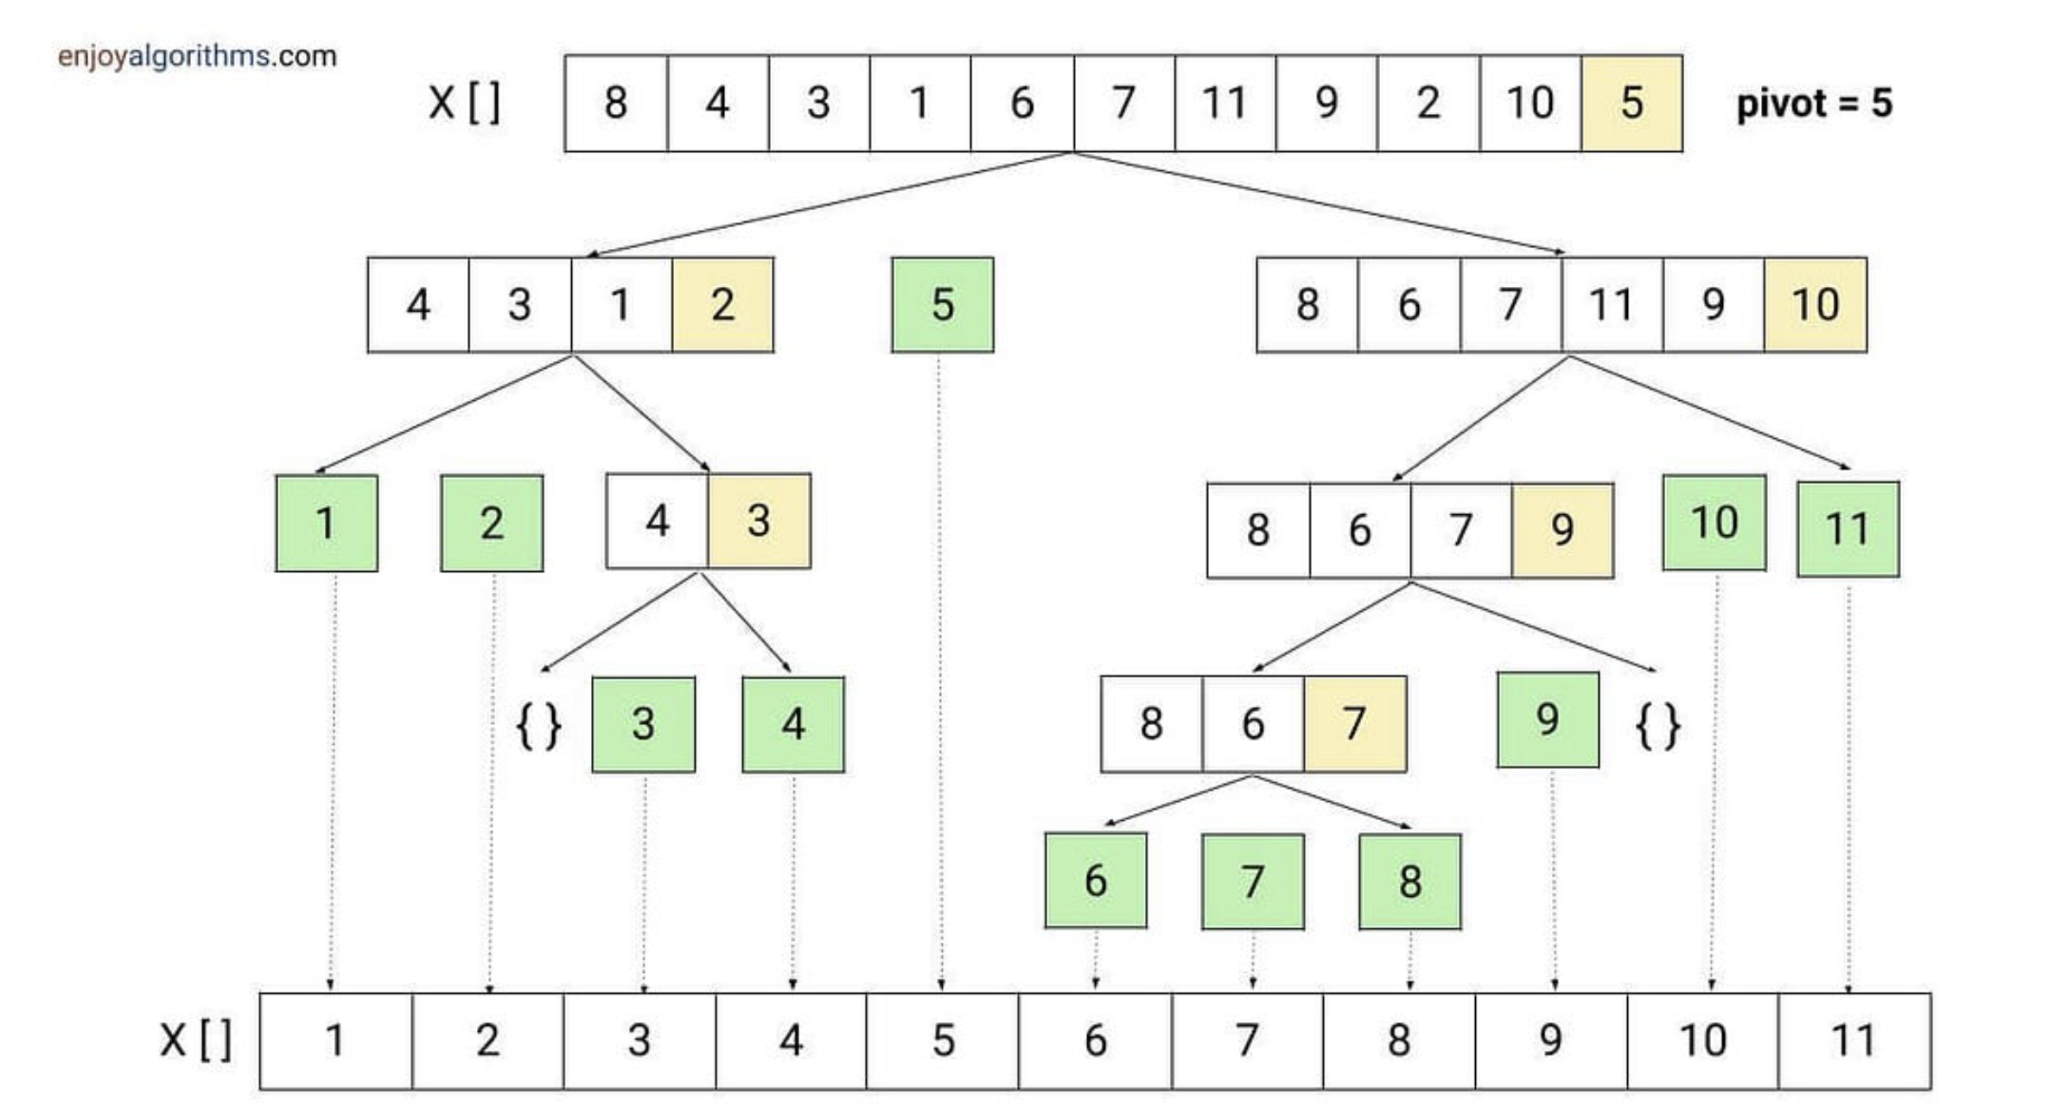 enjoyalgorithms.com
X [ ] 8 4 3 1 6 7 11 9 2 10 5 pivot = 5
4 3 1 2 5 8 6 7 11 9 10
1 2 4 3 8 6 7 9 10 11
{ } 3 4 8 6 7 9 { }
6 7 8
X [ ] 1 2 3 4 5 6 7 8 9 10 11